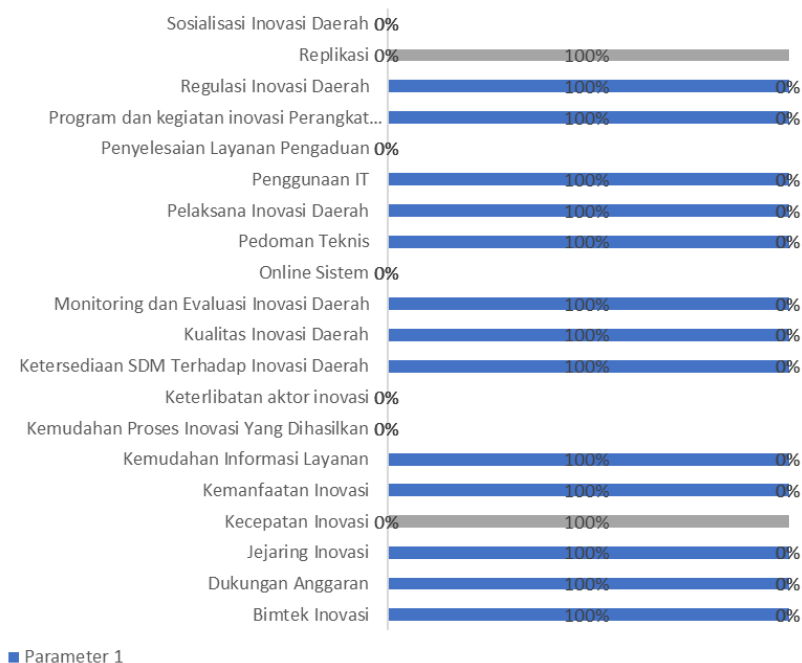 Sosialisasi Inovasi Daerah 0%
Replikasi 0% 100%
Regulasi Inovasi Daerah 100% 0%
Program dan kegiatan inovasi Perangkat... 100% 0%
Penyelesaian Layanan Pengaduan 0%
Penggunaan IT 100% 0%
Pelaksana Inovasi Daerah 100% 0%
Pedoman Teknis 100% 0%
Online Sistem 0%
Monitoring dan Evaluasi Inovasi Daerah 100% 0%
Kualitas Inovasi Daerah 100% 0%
Ketersediaan SDM Terhadap Inovasi Daerah 100% 0%
Keterlibatan aktor inovasi 0%
Kemudahan Proses Inovasi Yang Dihasilkan 0%
Kemudahan Informasi Layanan 100% 0%
Kemanfaatan Inovasi 100% 0%
Kecepatan Inovasi 0% 100%
Jejaring Inovasi 100% 0%
Dukungan Anggaran 100% 0%
Bimtek Inovasi 100% 0%
Parameter 1